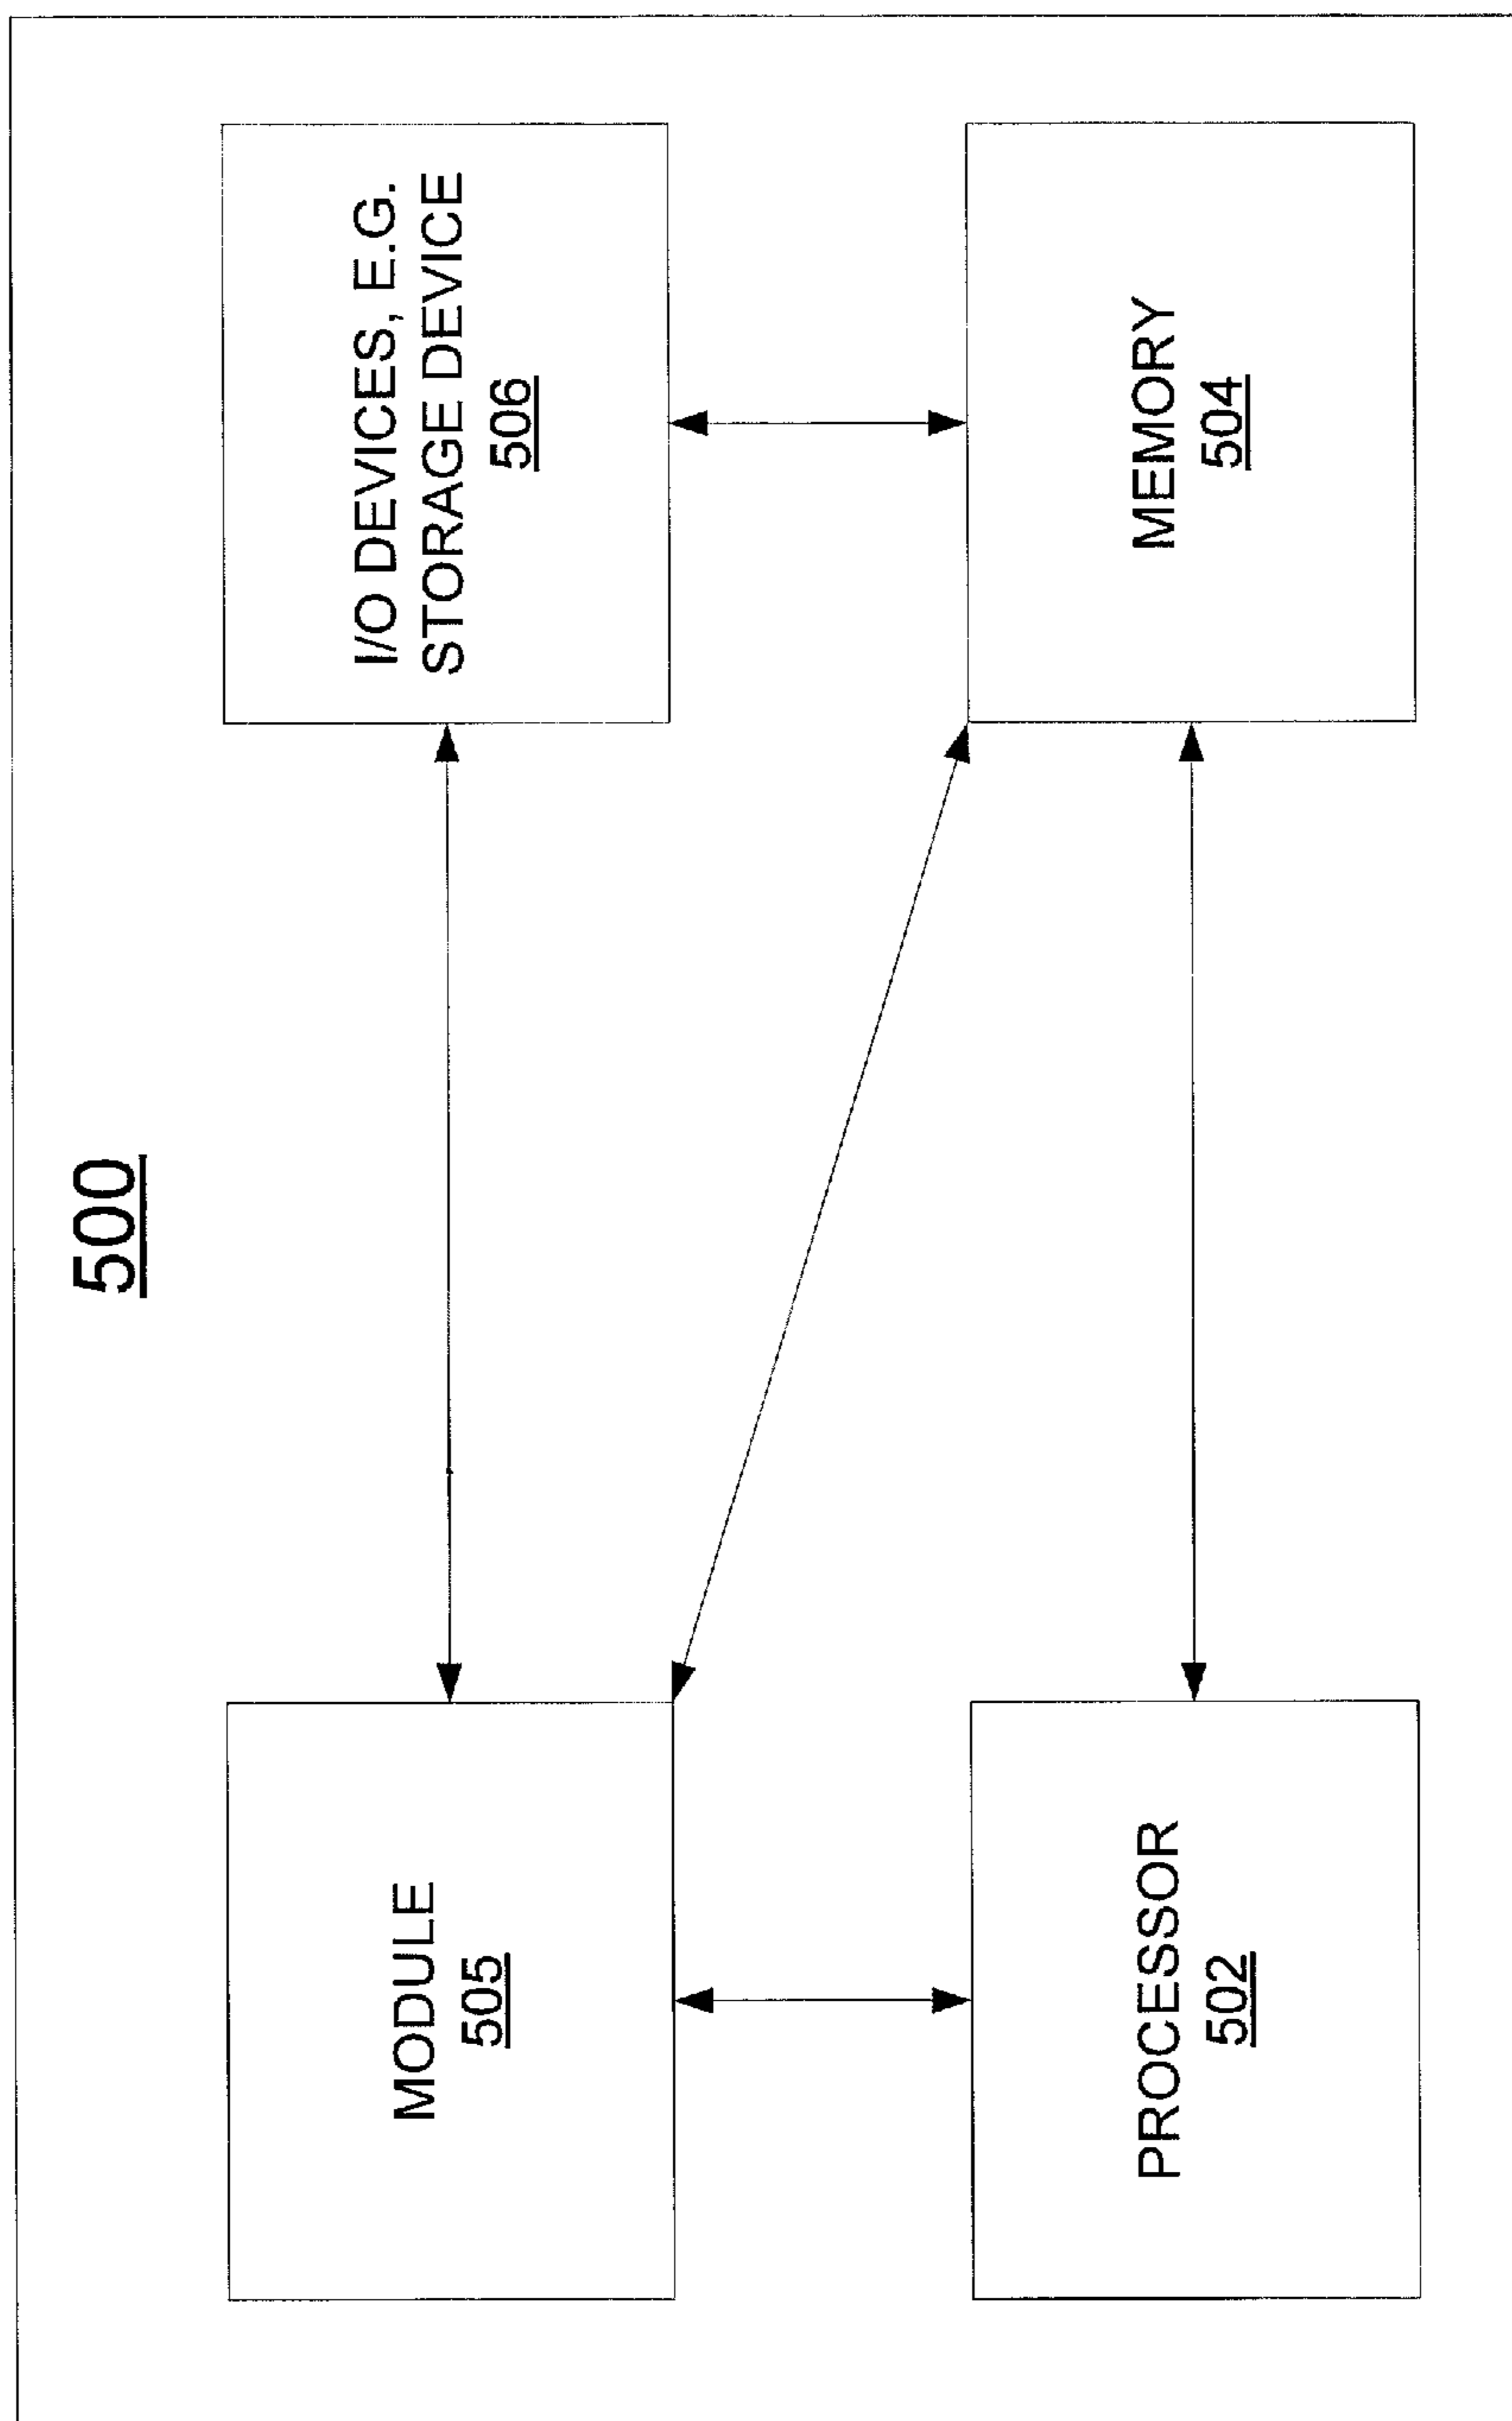 500
MODULE
505
I/O DEVICES, E.G.
STORAGE DEVICE
506
PROCESSOR
502
MEMORY
504